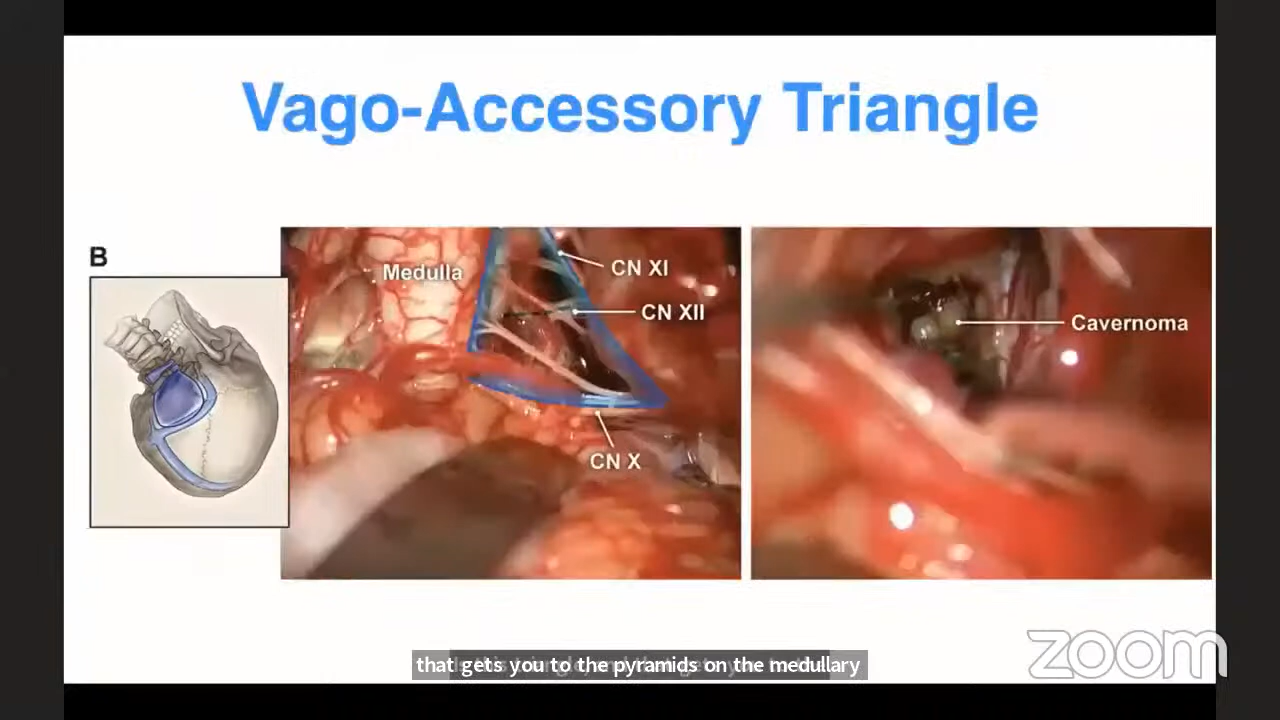 Vago-Accessory Triangle
B
Medulla
CN XI
CN XII
CN X
Cavernoma
that gets you to the pyramids on the medullary
zoom